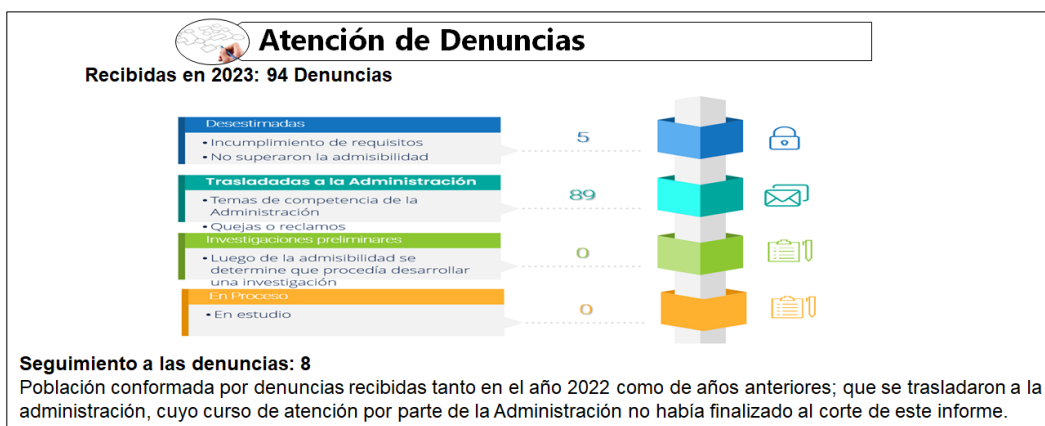 Atención de Denuncias
Recibidas en 2023: 94 Denuncias
Desestimadas
• Incumplimiento de requisitos
• No superaron la admisibilidad
5
Trasladadas a la Administración
• Temas de competencia de la
Administración
• Quejas o reclamos
89
Investigaciones preliminares
• Luego de la admisibilidad se
determine que procedía desarrollar
una investigación
0
En Proceso
• En estudio
0
Seguimiento a las denuncias: 8
Población conformada por denuncias recibidas tanto en el año 2022 como de años anteriores; que se trasladaron a la
administración, cuyo curso de atención por parte de la Administración no había finalizado al corte de este informe.